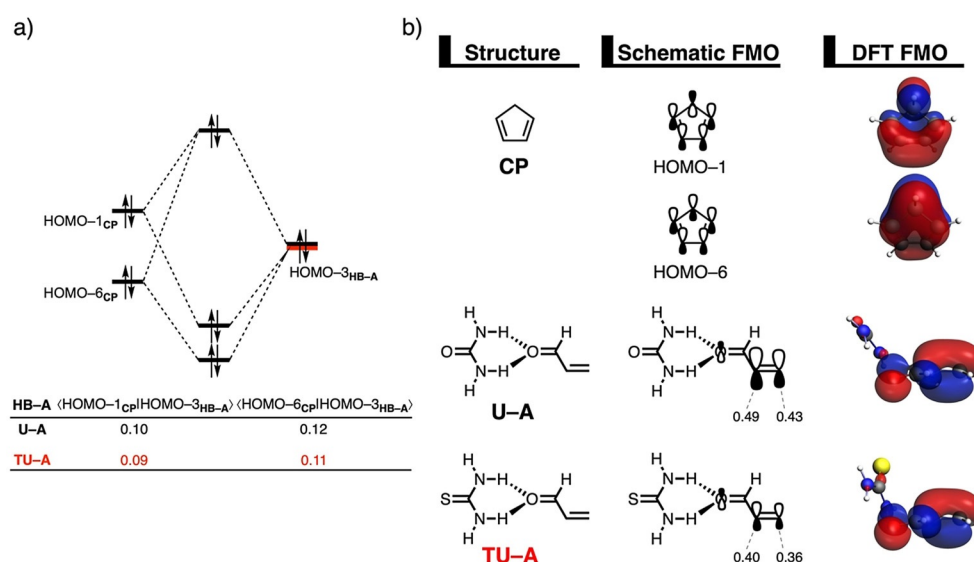 a)
HOMO–1CP
HOMO–6CP
HOMO–3HB–A
HB–A ⟨HOMO–1CP|HOMO–3HB–A⟩ ⟨HOMO–6CP|HOMO–3HB–A⟩
U–A 0.10 0.12
TU–A 0.09 0.11
b)
Structure Schematic FMO DFT FMO
CP
HOMO–1
HOMO–6
H H
N–H O
O
N–H
H
U–A
H H
N–H O
O
N–H
H
0.49 0.43
H H
N–H O
S
N–H
H
TU–A
H H
N–H O
S
N–H
H
0.40 0.36